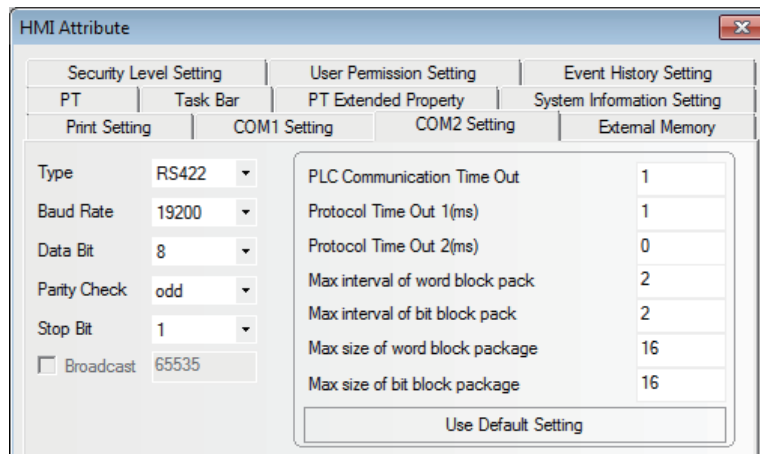 HMI Attribute
Security Level Setting User Permission Setting Event History Setting
PT Task Bar PT Extended Property System Information Setting
Print Setting COM1 Setting COM2 Setting External Memory
Type RS422
Baud Rate 19200
Data Bit 8
Parity Check odd
Stop Bit 1
Broadcast 65535
PLC Communication Time Out 1
Protocol Time Out 1(ms) 1
Protocol Time Out 2(ms) 0
Max interval of word block pack 2
Max interval of bit block pack 2
Max size of word block package 16
Max size of bit block package 16
Use Default Setting